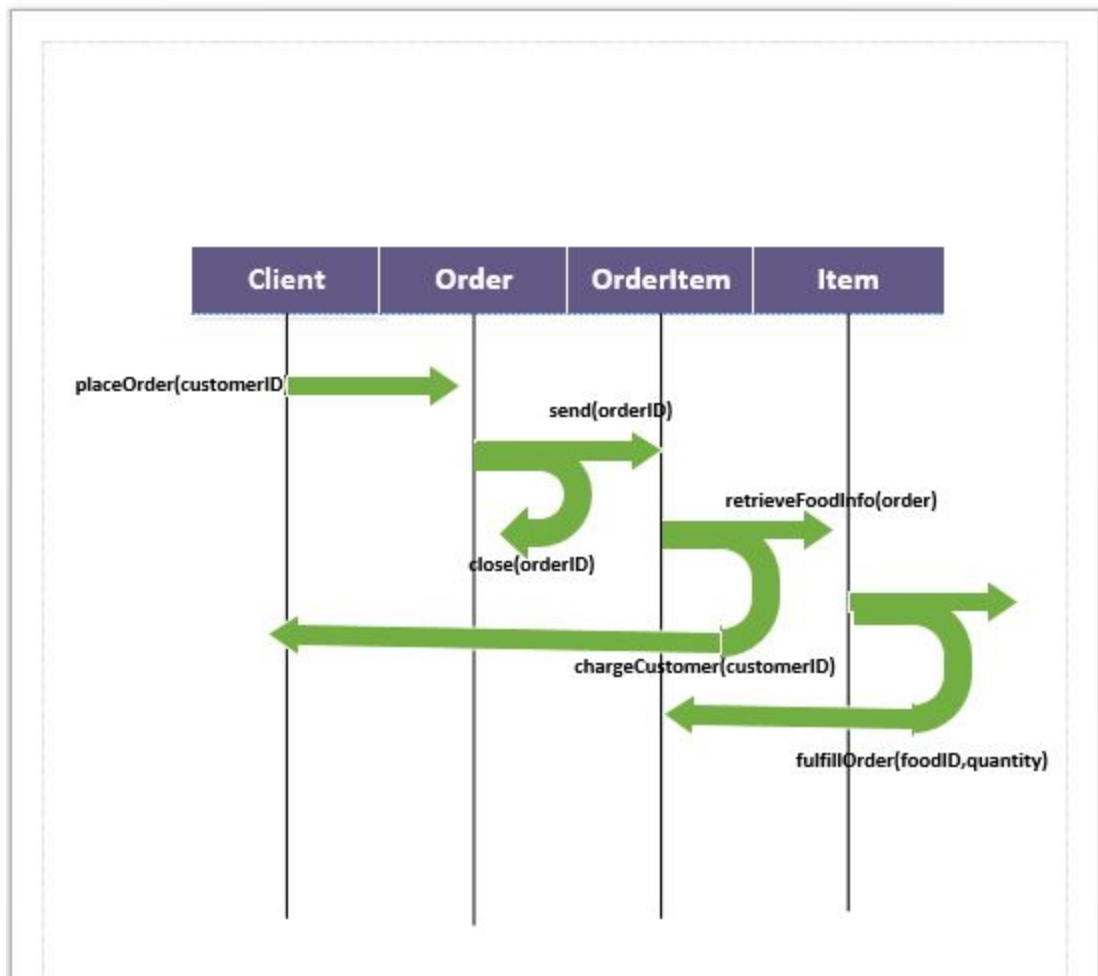 Client
Order
OrderItem
Item
placeOrder(customerID)
send(orderID)
retrieveFoodInfo(order)
close(orderID)
chargeCustomer(customerID)
fulfillOrder(foodID,quantity)